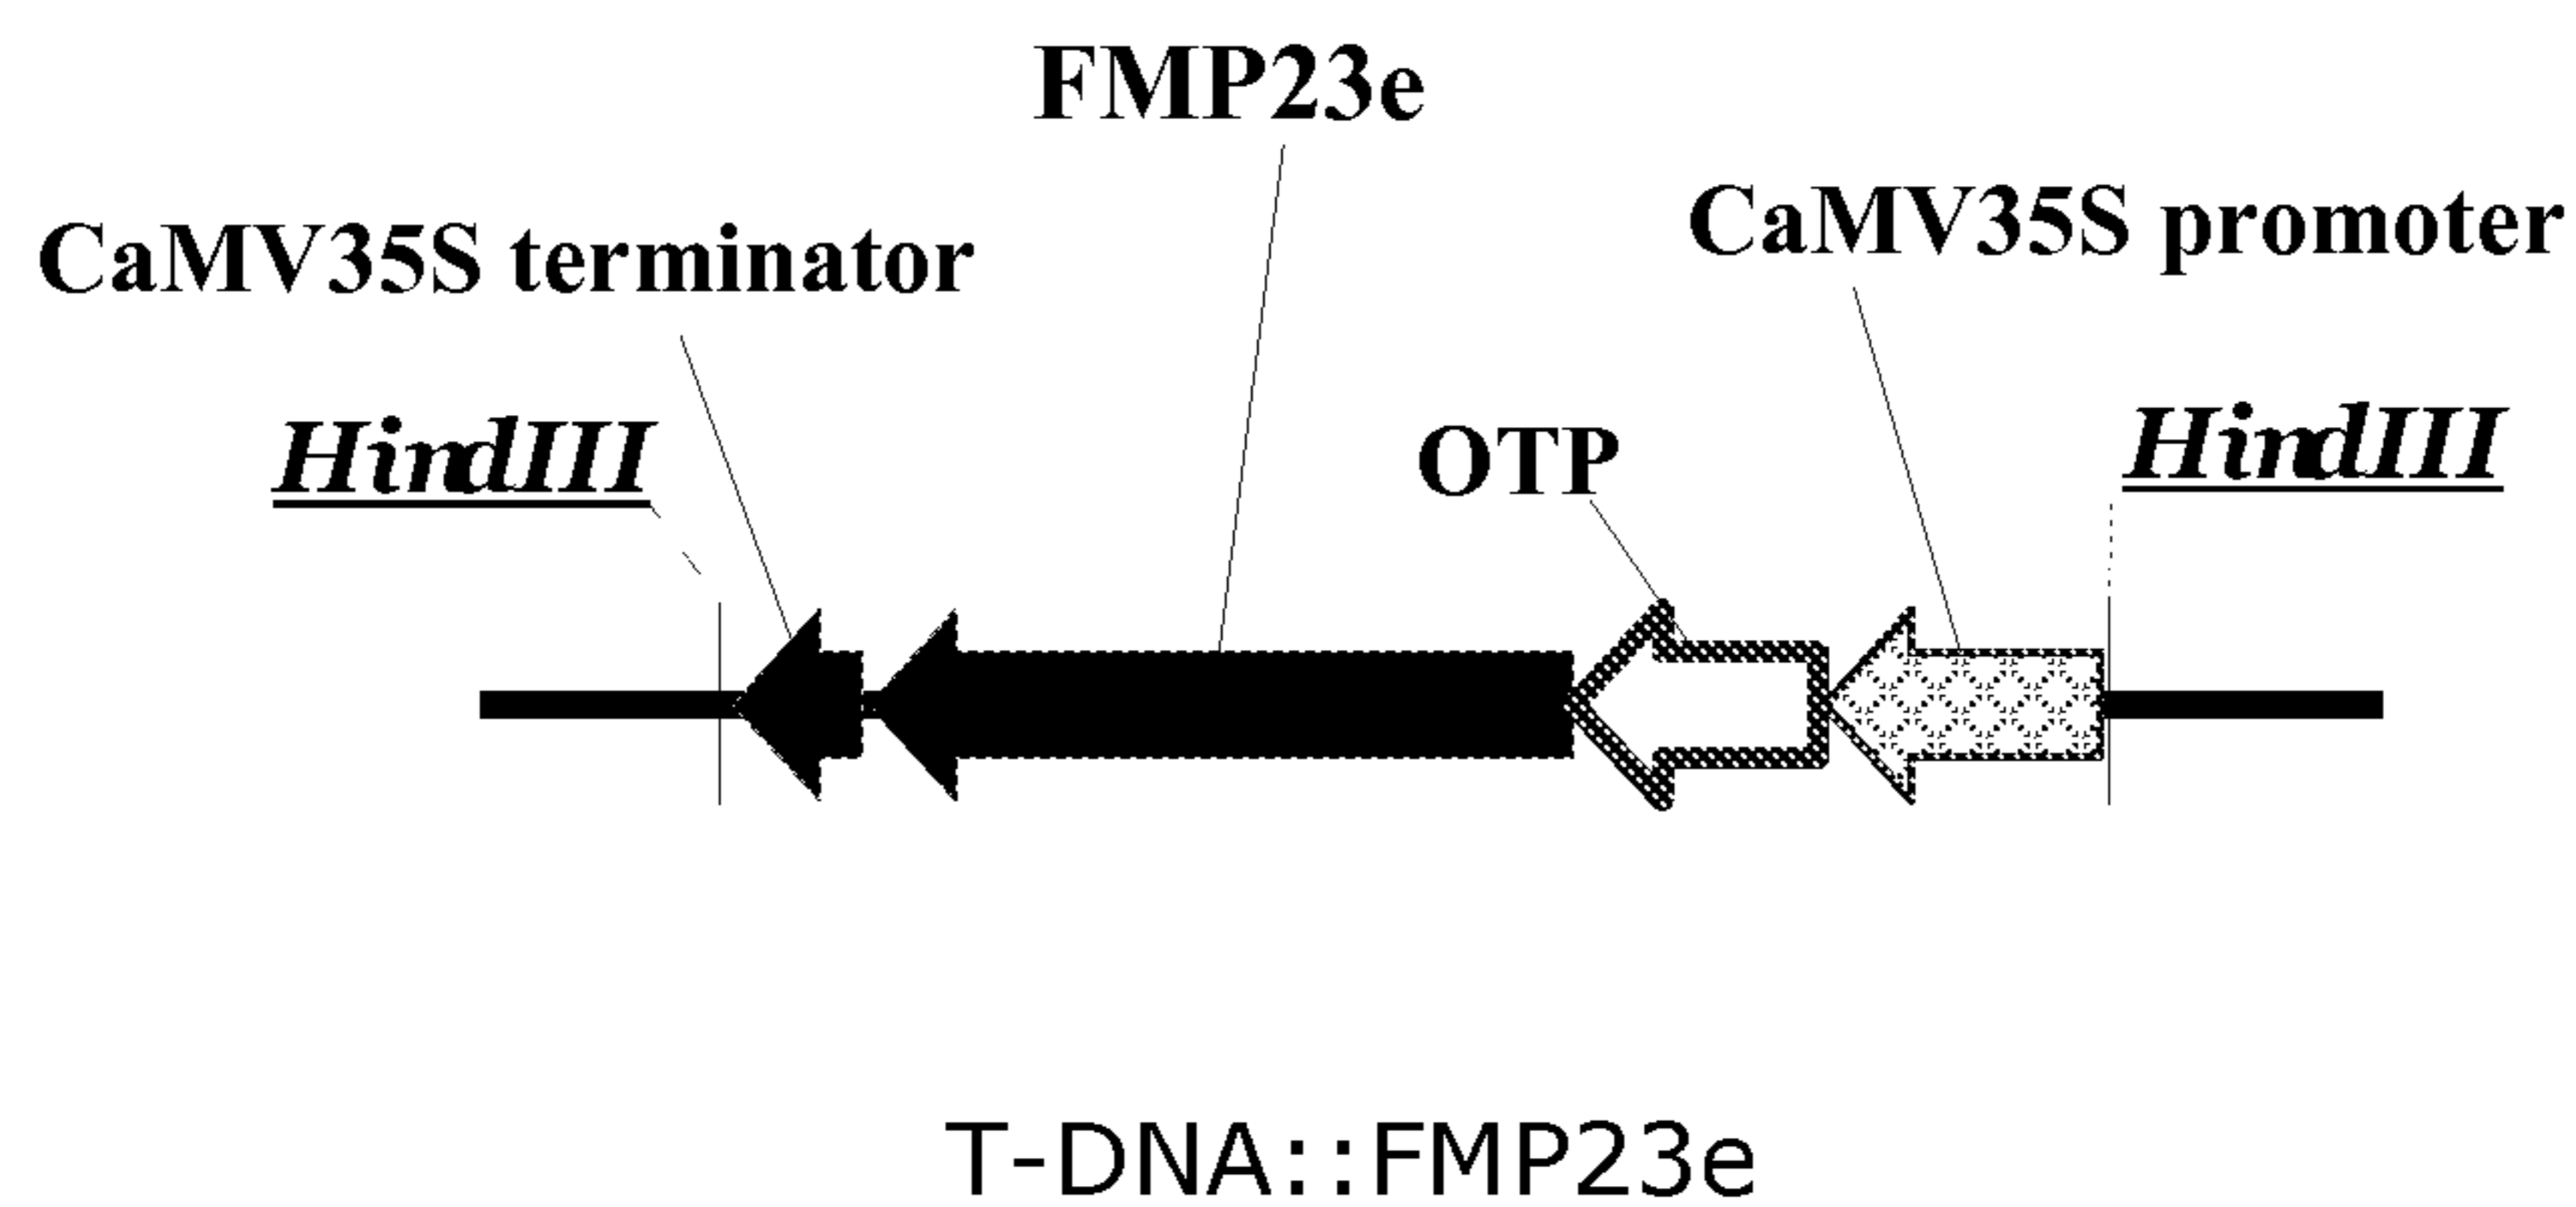 FMP23e
CaMV35S promoter
CaMV35S terminator
HindIII
OTP
HindIII
T-DNA::FMP23e